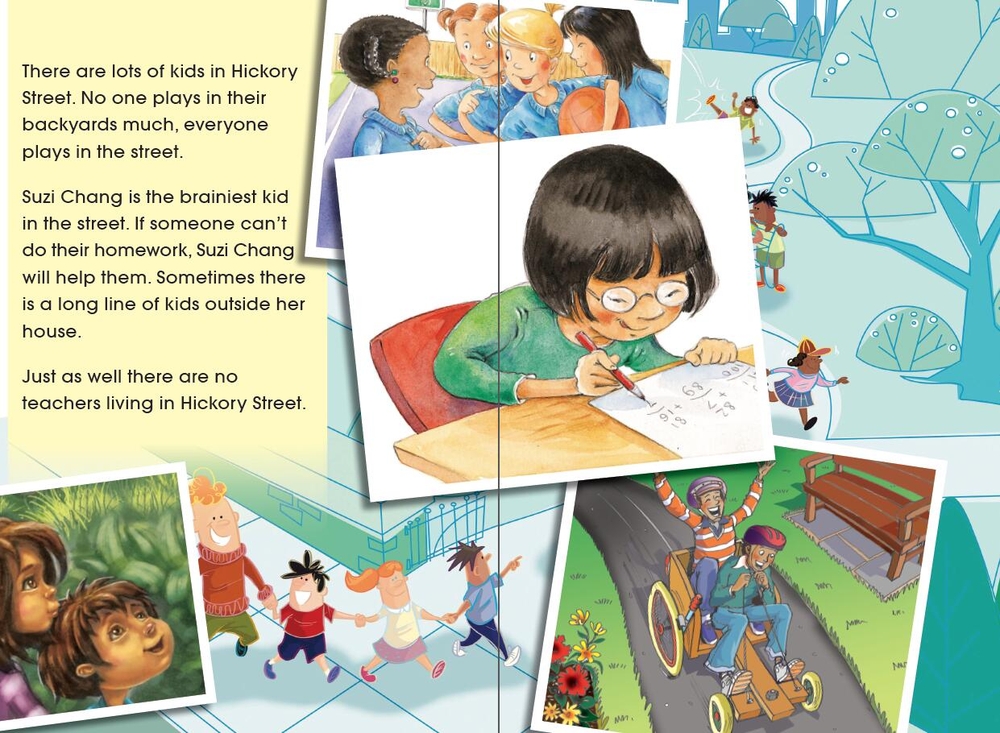 There are lots of kids in Hickory
Street. No one plays in their
backyards much, everyone
plays in the street.
Suzi Chang is the brainiest kid
in the street. If someone can’t
do their homework, Suzi Chang
will help them. Sometimes there
is a long line of kids outside her
house.
Just as well there are no
teachers living in Hickory Street.